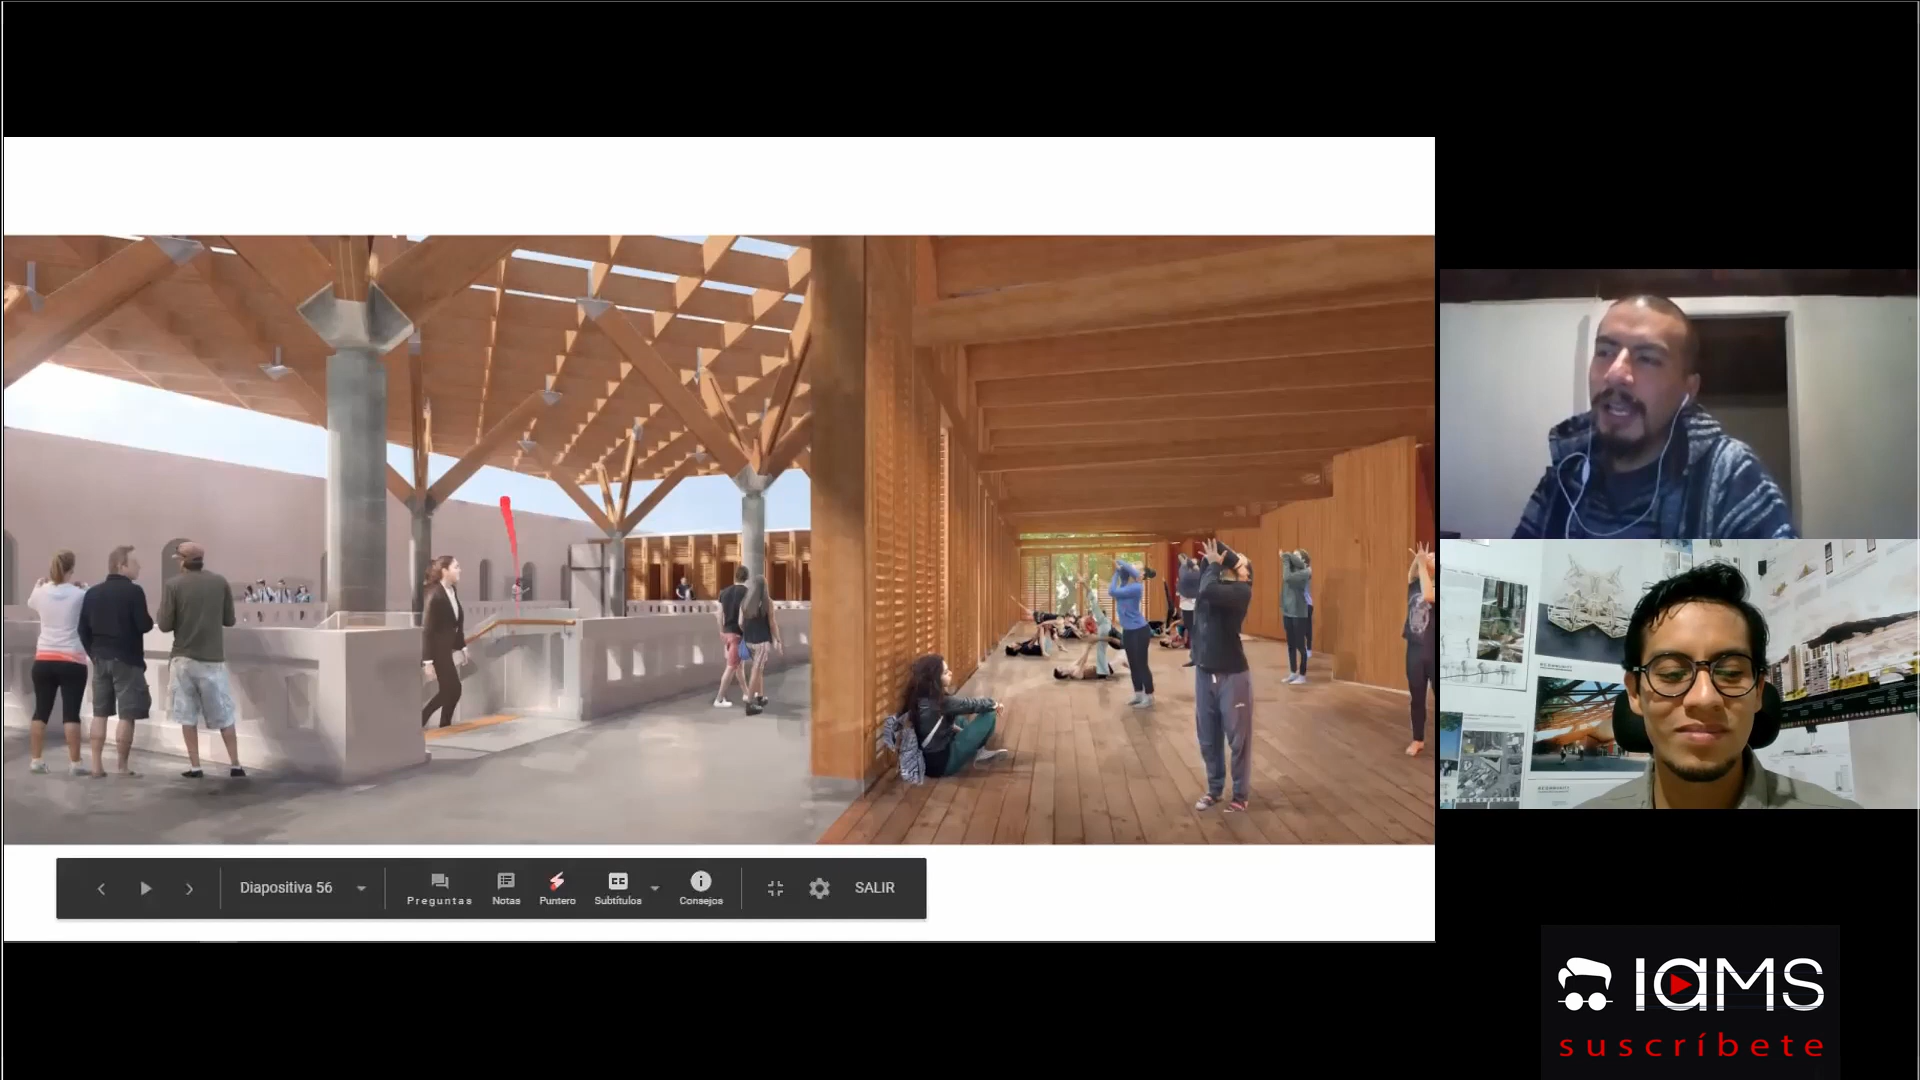 Diapositiva 56
Preguntas
Notas
Puntero
Subtítulos
Consejos
SALIR
IaMS
suscríbete